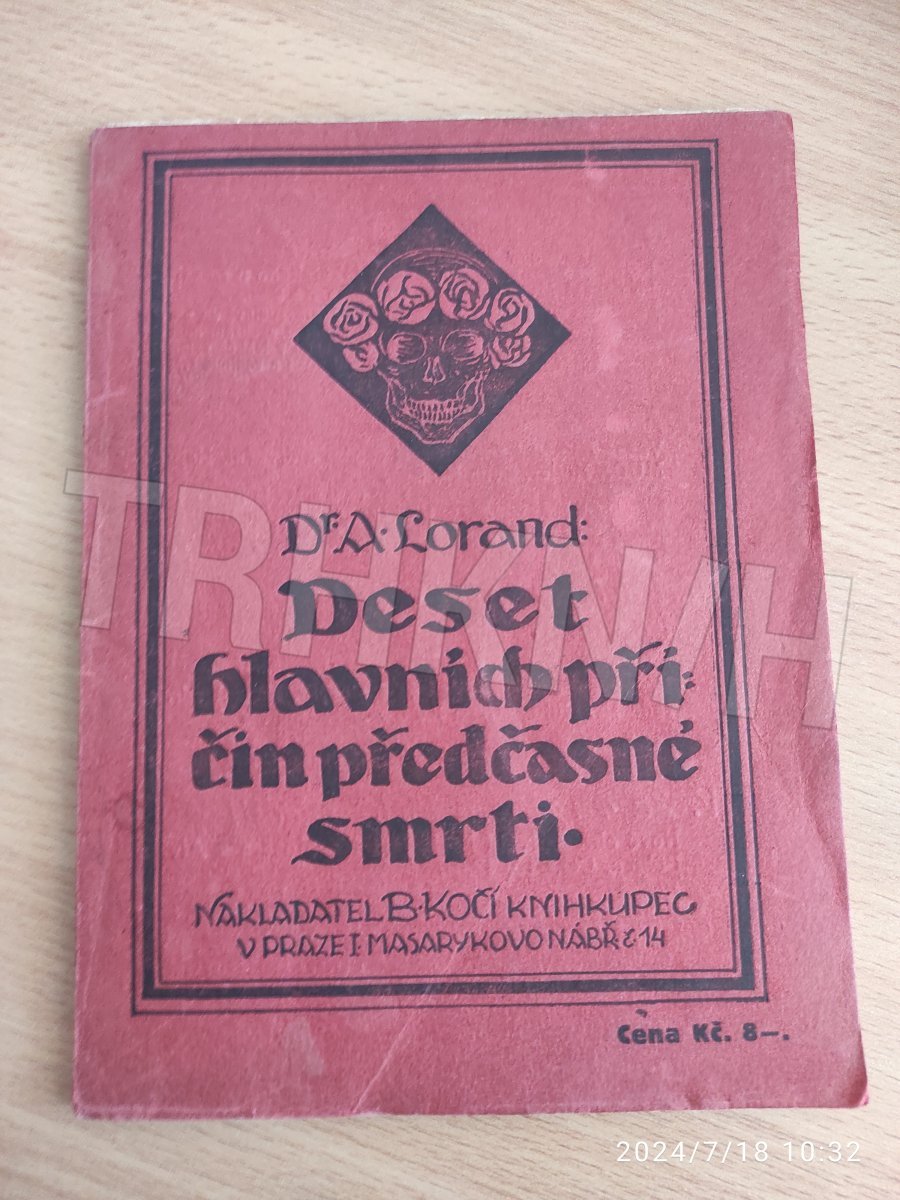 Dr. A. Lorand:
Deset
hlavních pří=
čin předčasné
smrti.
NAKLADATEL B. KOČÍ KNIHKUPEC
V PRAZE I. MASARYKOVO NÁBŘ. č. 14
Cena Kč. 8—.
TRHKNIH
2024/7/18 10:32